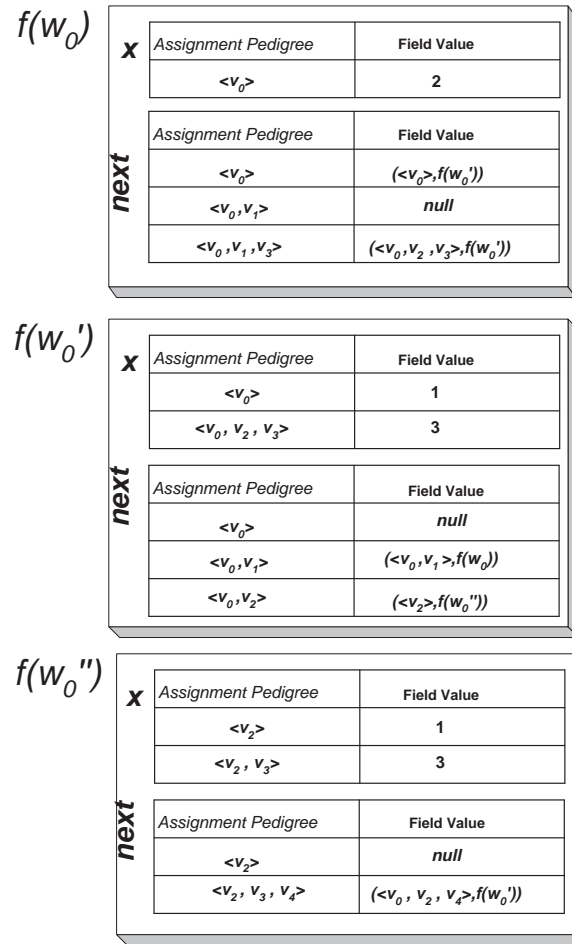 f(w₀)
x
Assignment Pedigree Field Value
<v₀> 2
next
Assignment Pedigree Field Value
<v₀> (<v₀>,f(w₀'))
<v₀,v₁> null
<v₀,v₁,v₃> (<v₀,v₂,v₃>,f(w₀'))
f(w₀')
x
Assignment Pedigree Field Value
<v₀> 1
<v₀, v₂, v₃> 3
next
Assignment Pedigree Field Value
<v₀> null
<v₀,v₁> (<v₀,v₁>,f(w₀))
<v₀,v₂> (<v₂>,f(w₀''))
f(w₀'')
x
Assignment Pedigree Field Value
<v₂> 1
<v₂, v₃> 3
next
Assignment Pedigree Field Value
<v₂> null
<v₂, v₃, v₄> (<v₀, v₂, v₄>,f(w₀'))